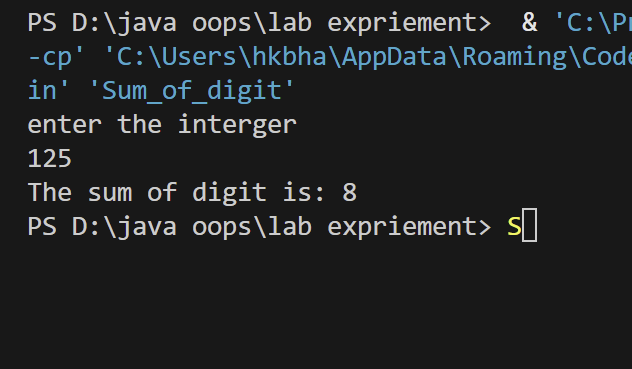 PS D:\java oops\lab expriement>  & 'C:\Pr
-cp' 'C:\Users\hkbha\AppData\Roaming\Code
in' 'Sum_of_digit'
enter the interger
125
The sum of digit is: 8
PS D:\java oops\lab expriement> S